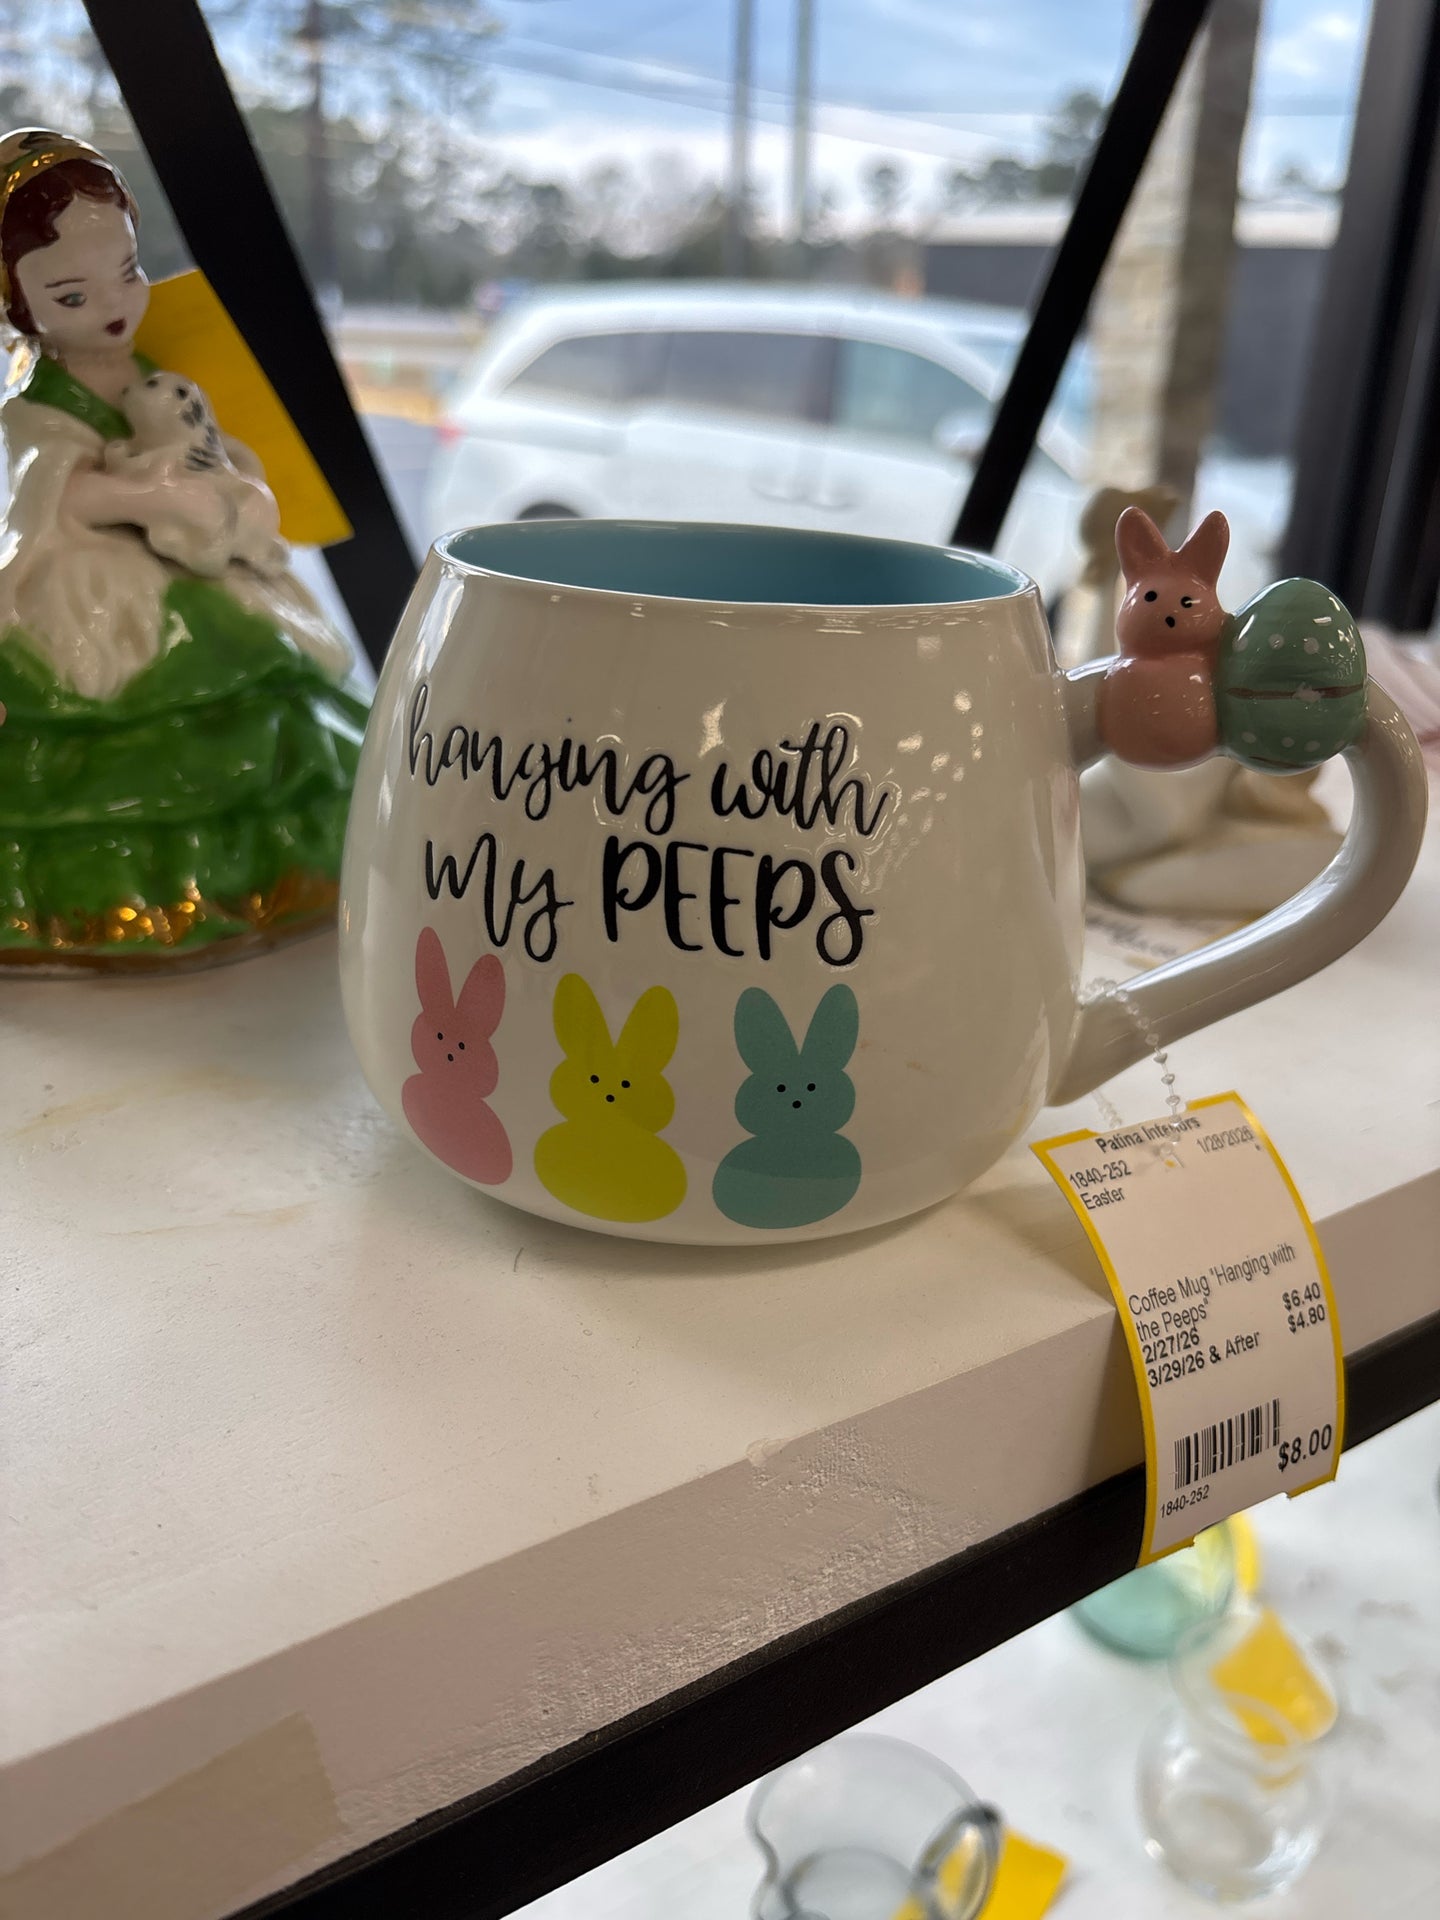 hanging with
my PEEPS
Patina Interiors 1/28/2026
1840-252
Easter
Coffee Mug "Hanging with
the Peeps"
2/27/26 $6.40
3/29/26 & After $4.80
$8.00
1840-252